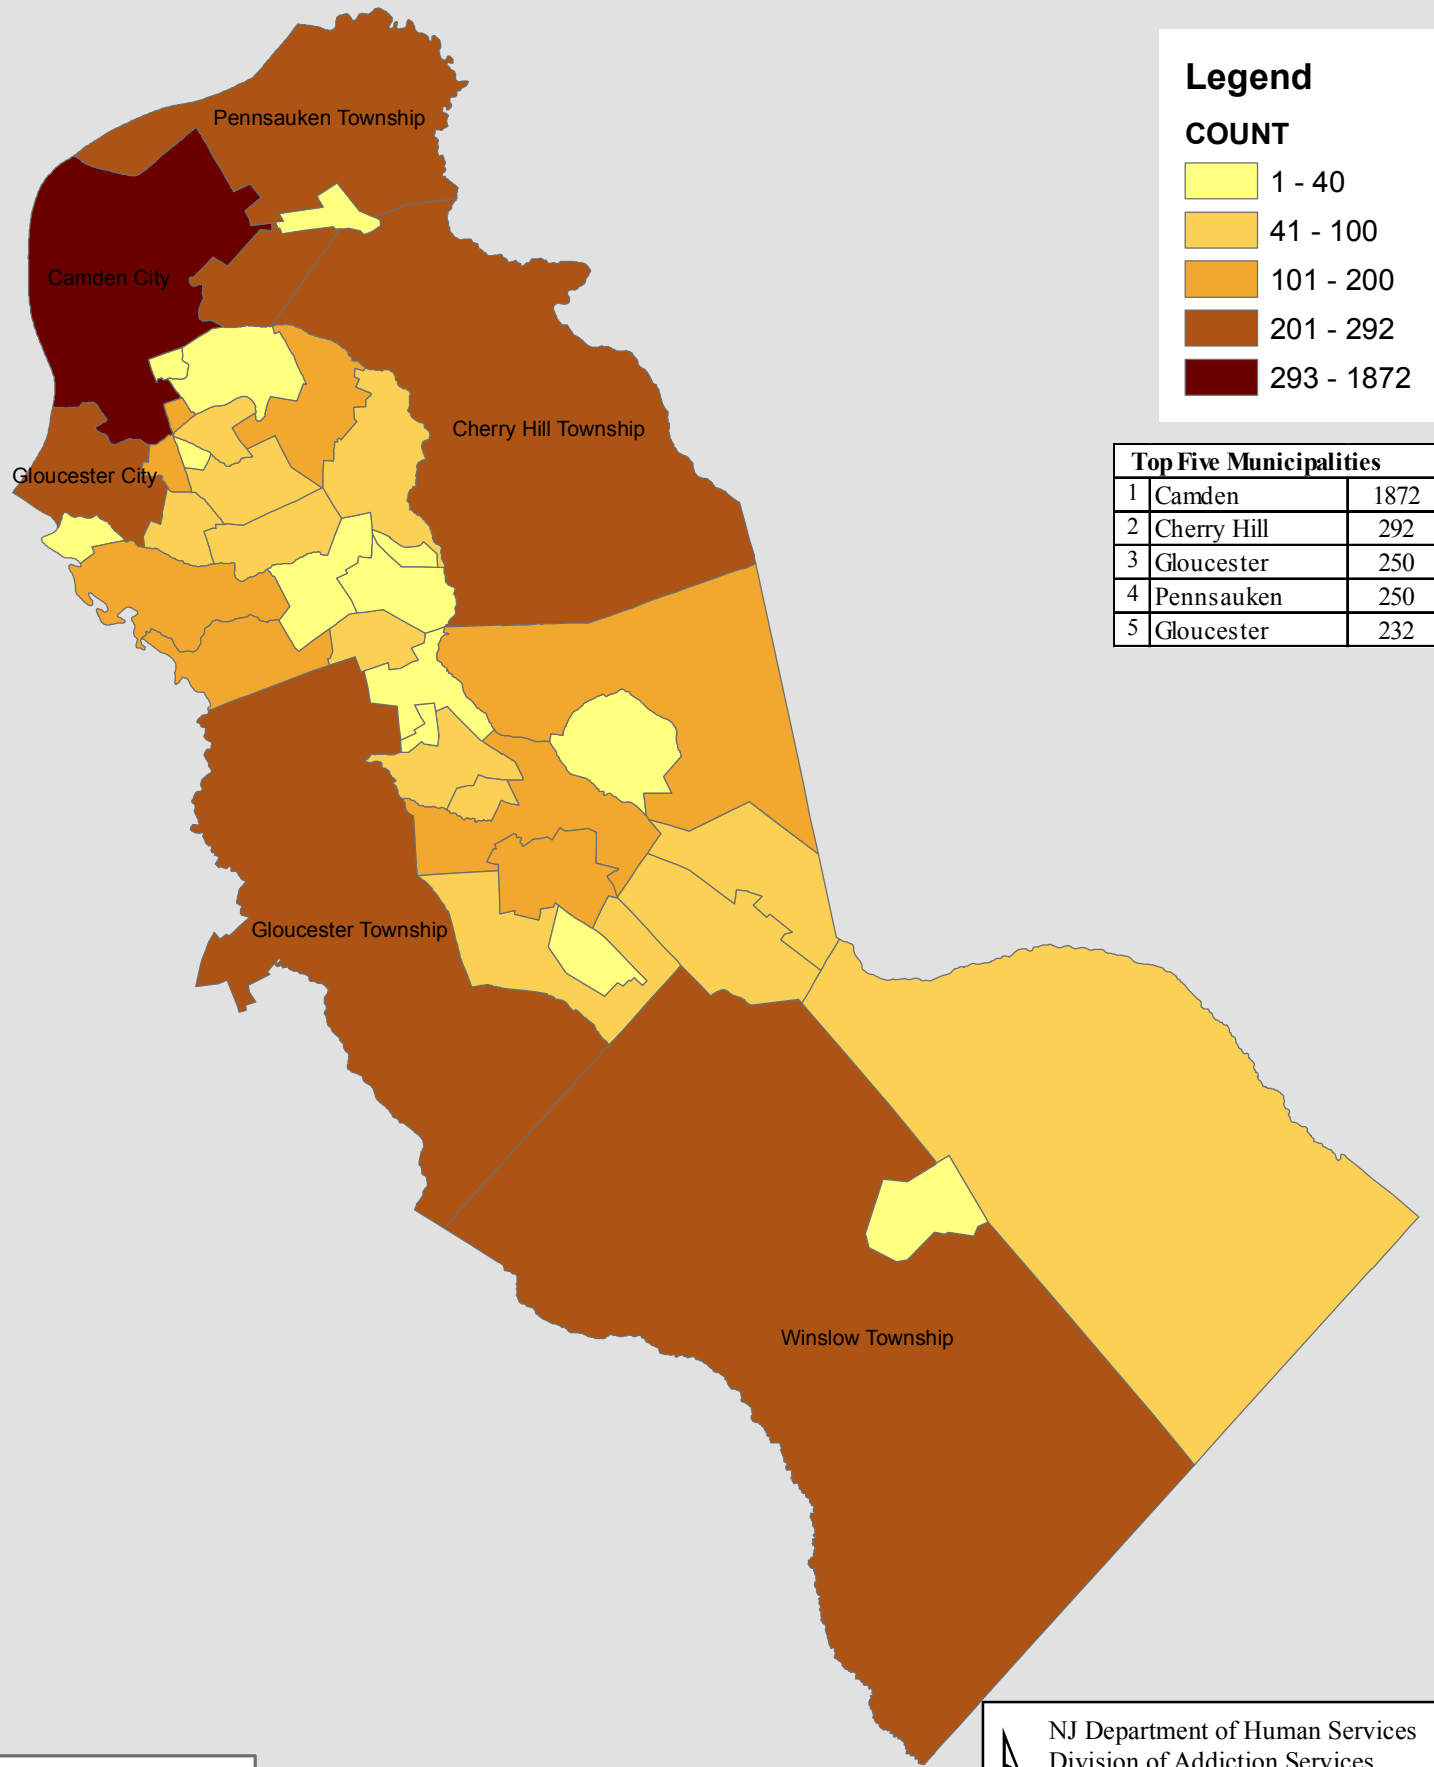 Pennsauken Township
Camden City
Cherry Hill Township
Gloucester City
Gloucester Township
Winslow Township
Legend
COUNT
1 - 40
41 - 100
101 - 200
201 - 292
293 - 1872
Top Five Municipalities
1 Camden 1872
2 Cherry Hill 292
3 Gloucester 250
4 Pennsauken 250
5 Gloucester 232
NJ Department of Human Services
Division of Addiction Services